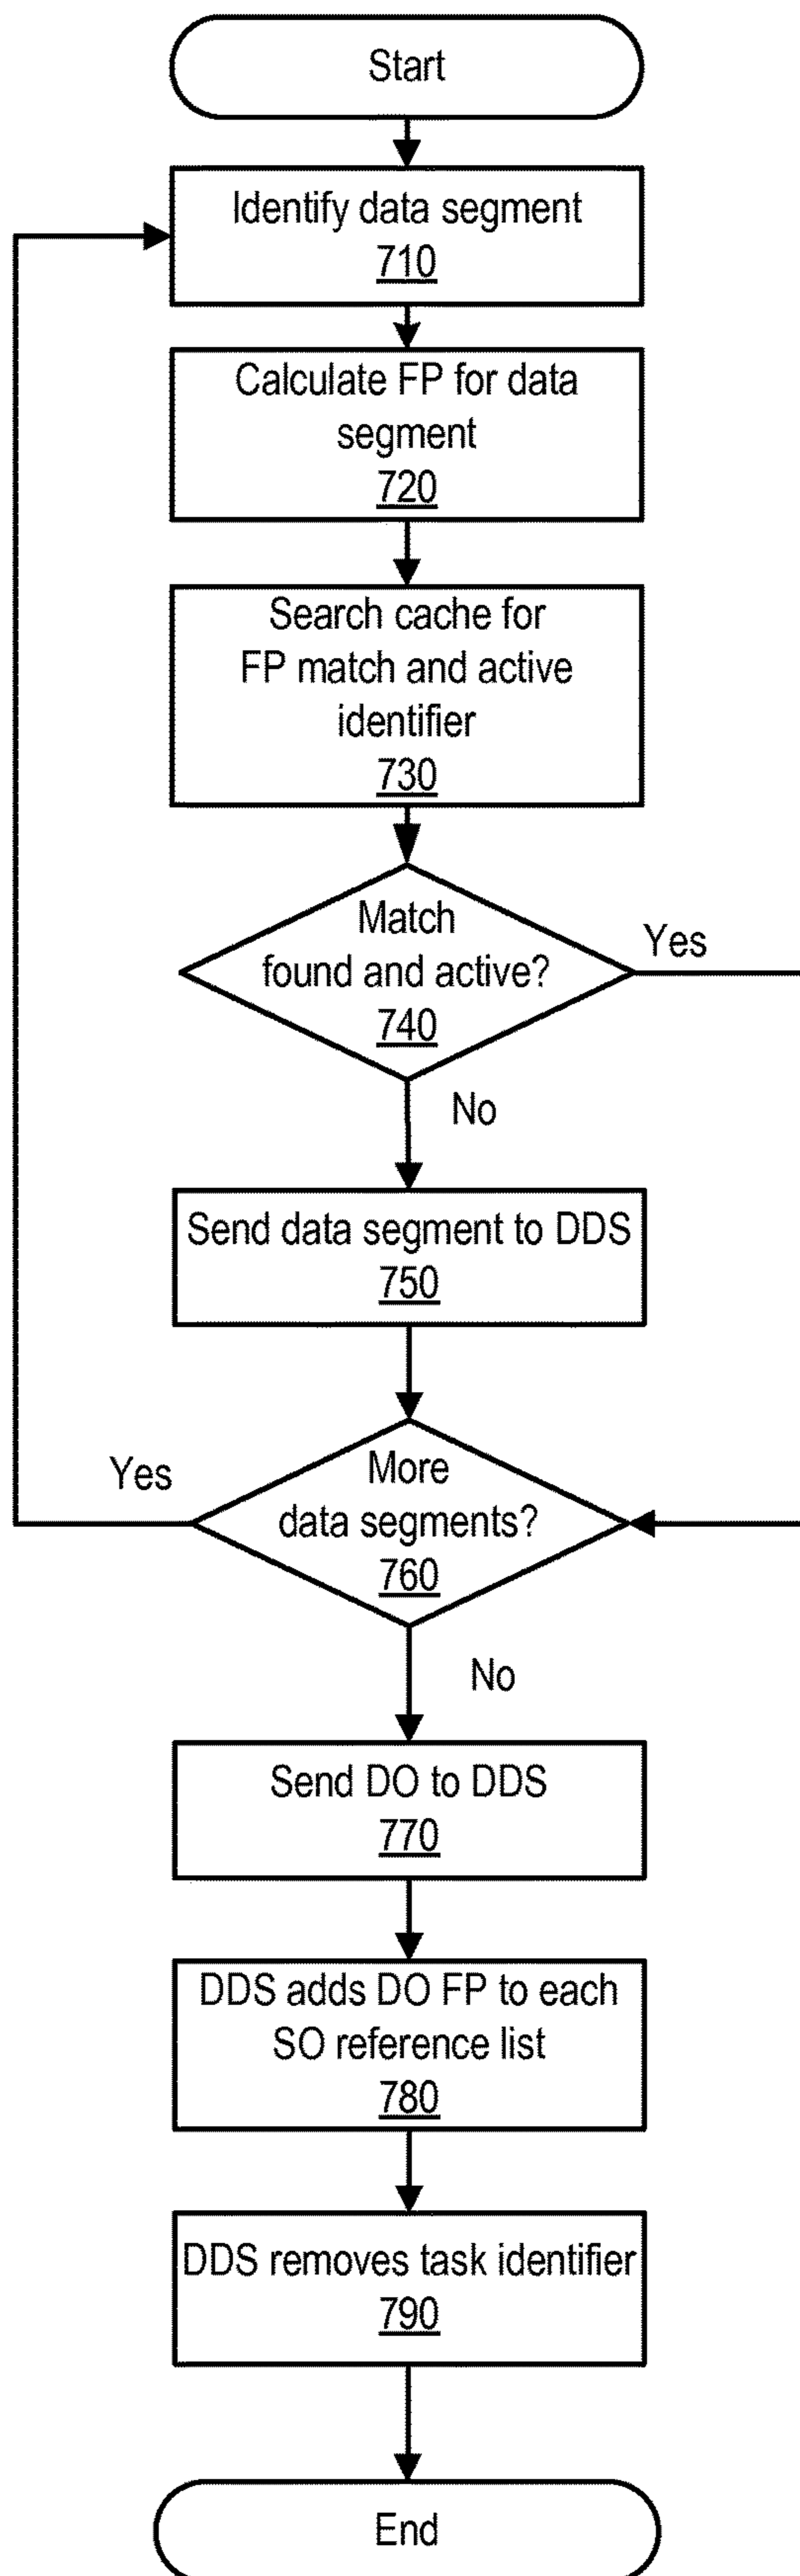 Start
Identify data segment
710
Calculate FP for data
segment
720
Search cache for
FP match and active
identifier
730
Match
found and active?
740
Yes
No
Send data segment to DDS
750
More
data segments?
760
Yes
No
Send DO to DDS
770
DDS adds DO FP to each
SO reference list
780
DDS removes task identifier
790
End